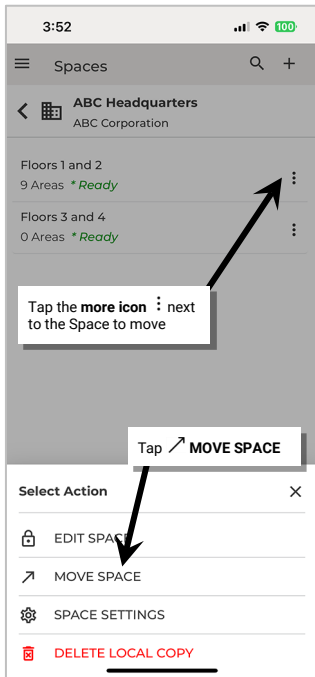 3:52
100
Spaces
ABC Headquarters
ABC Corporation
Floors 1 and 2
9 Areas * Ready
Floors 3 and 4
0 Areas * Ready
Tap the more icon ⋮ next
to the Space to move
Tap ↗ MOVE SPACE
Select Action
EDIT SPACE
MOVE SPACE
SPACE SETTINGS
DELETE LOCAL COPY